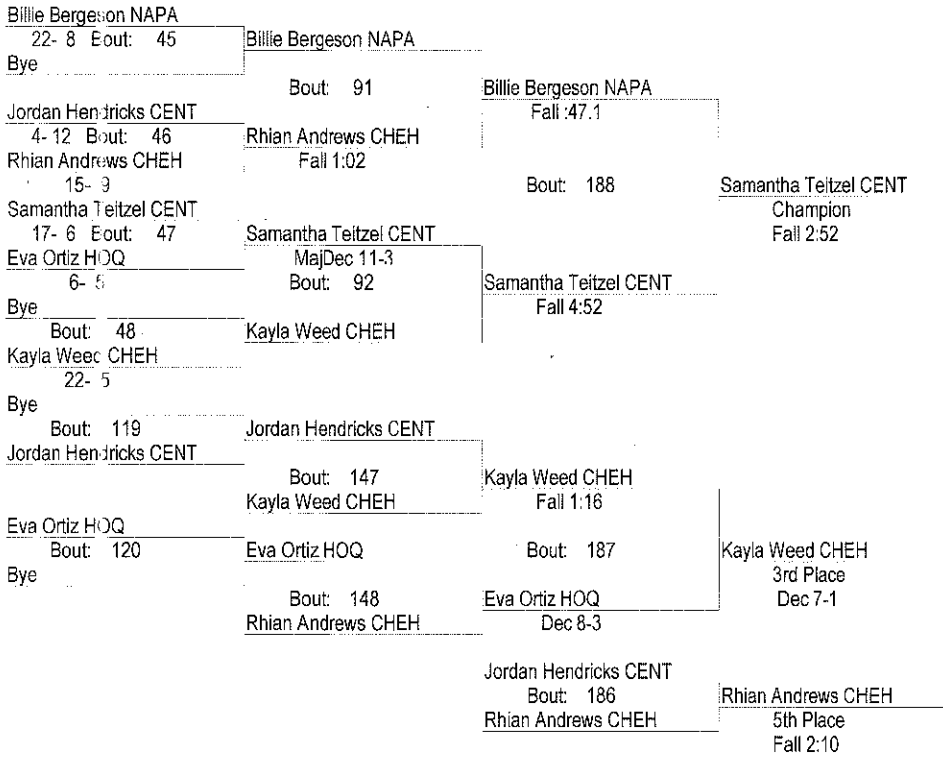 Billie Bergeson NAPA
22- 8 Bout: 45
Bye
Billie Bergeson NAPA
Bout: 91
Billie Bergeson NAPA
Fall :47.1
Jordan Hendricks CENT
4- 12 Bout: 46
Rhian Andrews CHEH
15- 9
Rhian Andrews CHEH
Fall 1:02
Bout: 188
Samantha Teitzel CENT
Champion
Fall 2:52
Samantha Teitzel CENT
17- 6 Bout: 47
Eva Ortiz HOQ
6- 5
Samantha Teitzel CENT
MajDec 11-3
Bout: 92
Samantha Teitzel CENT
Fall 4:52
Bye
Bout: 48
Kayla Weed CHEH
22- 5
Kayla Weed CHEH
Bye
Bout: 119
Jordan Hendricks CENT
Jordan Hendricks CENT
Bout: 147
Kayla Weed CHEH
Kayla Weed CHEH
Fall 1:16
Eva Ortiz HOQ
Bout: 120
Bye
Eva Ortiz HOQ
Bout: 148
Rhian Andrews CHEH
Bout: 187
Eva Ortiz HOQ
Dec 8-3
Kayla Weed CHEH
3rd Place
Dec 7-1
Jordan Hendricks CENT
Bout: 186
Rhian Andrews CHEH
Rhian Andrews CHEH
5th Place
Fall 2:10